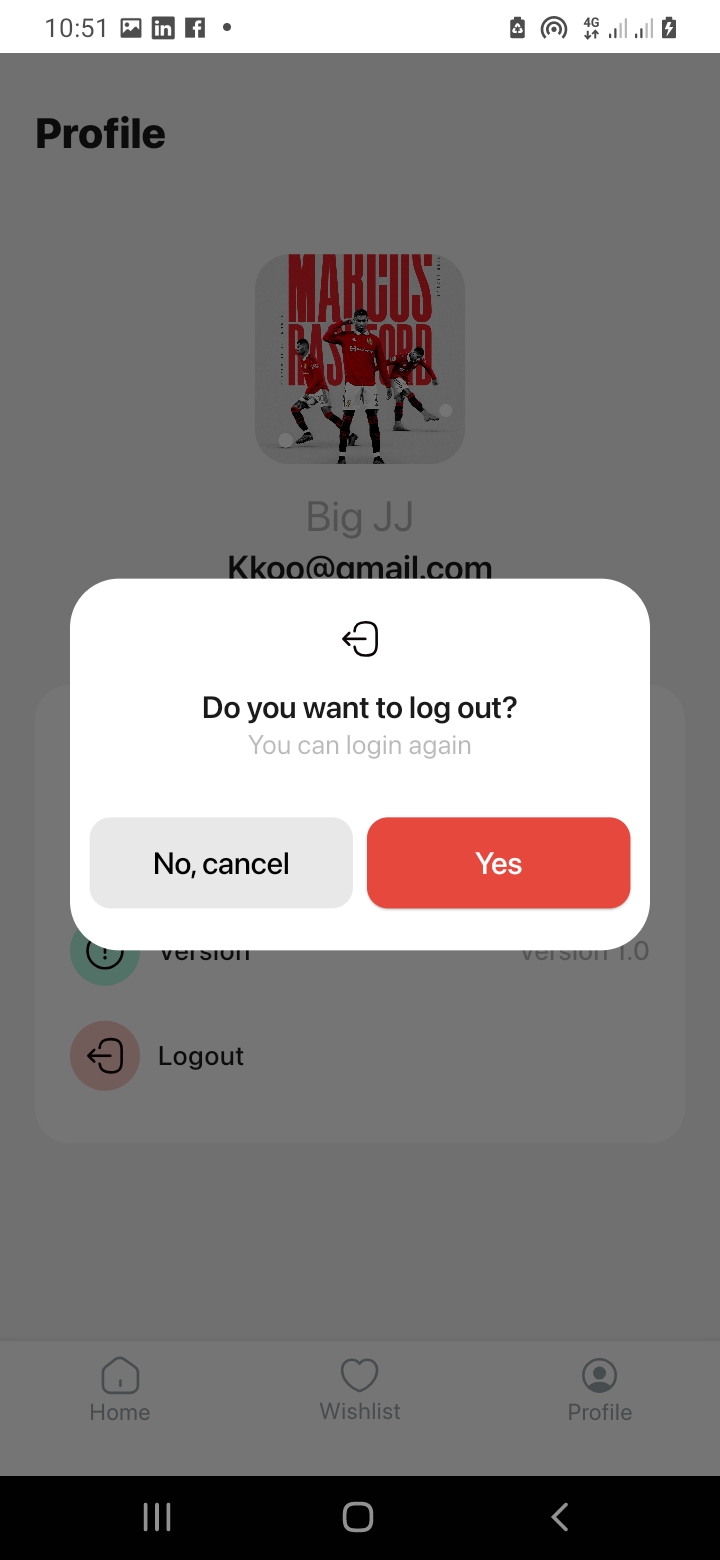 10:51
4G
Profile
MARCUS
RASHFORD
Big JJ
Kkoo@gmail.com
Do you want to log out?
You can login again
No, cancel
Yes
Version
Version 1.0
Logout
Home
Wishlist
Profile